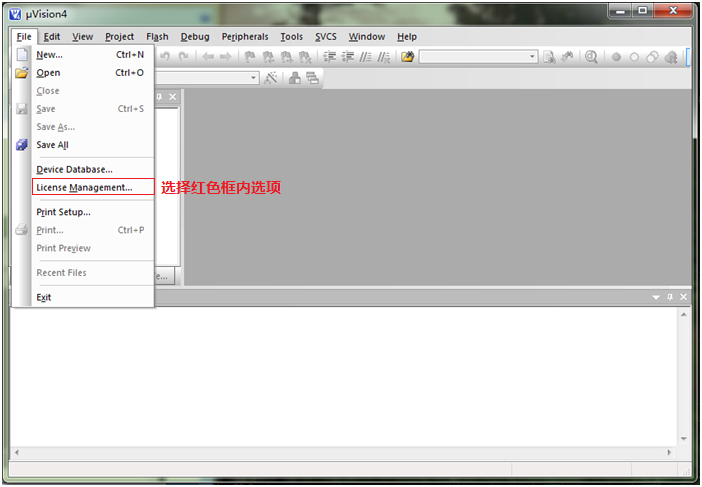 µVision4
File Edit View Project Flash Debug Peripherals Tools SVCS Window Help
New... Ctrl+N
Open Ctrl+O
Close
Save Ctrl+S
Save As...
Save All
Device Database...
License Management... 选择红色框内选项
Print Setup...
Print... Ctrl+P
Print Preview
Recent Files
e...
Exit